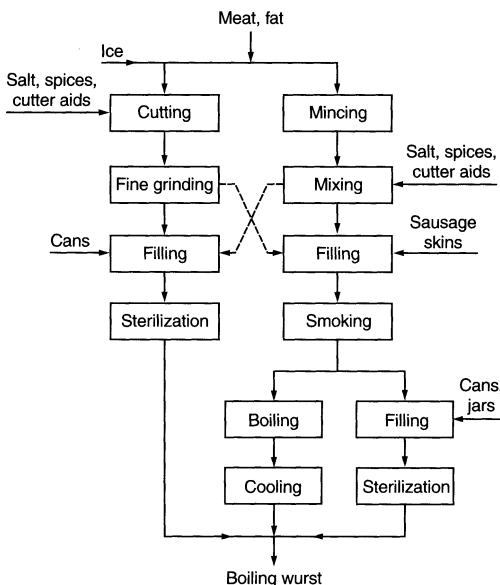 Meat, fat
Ice
Salt, spices,
cutter aids
Cutting
Mincing
Fine grinding
Mixing
Salt, spices,
cutter aids
Cans
Filling
Filling
Sausage
skins
Sterilization
Smoking
Boiling
Filling
Cans
jars
Cooling
Sterilization
Boiling wurst